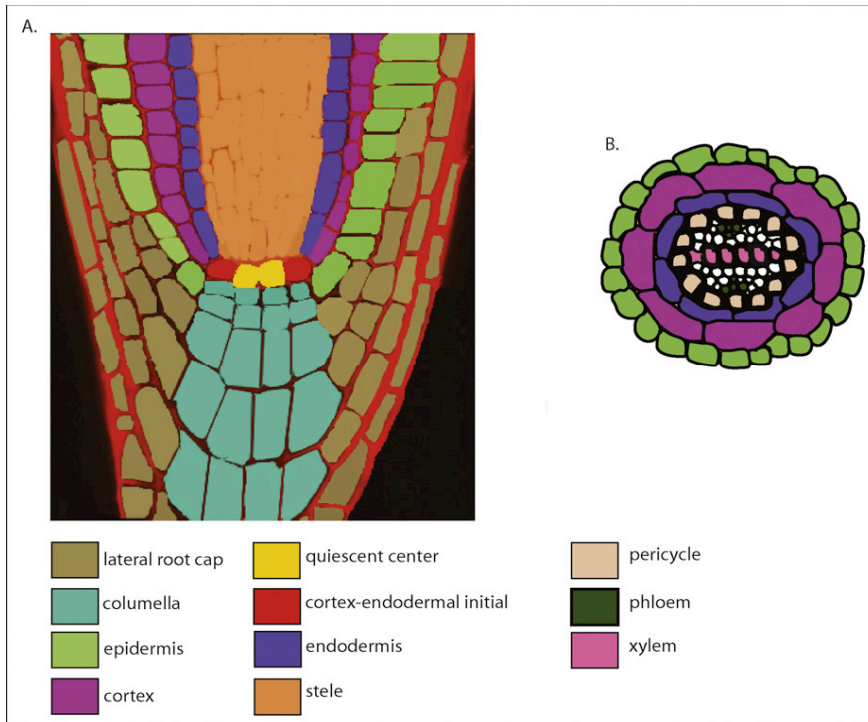 A.
B.
lateral root cap
quiescent center
pericycle
columella
cortex-endodermal initial
phloem
epidermis
endodermis
xylem
cortex
stele